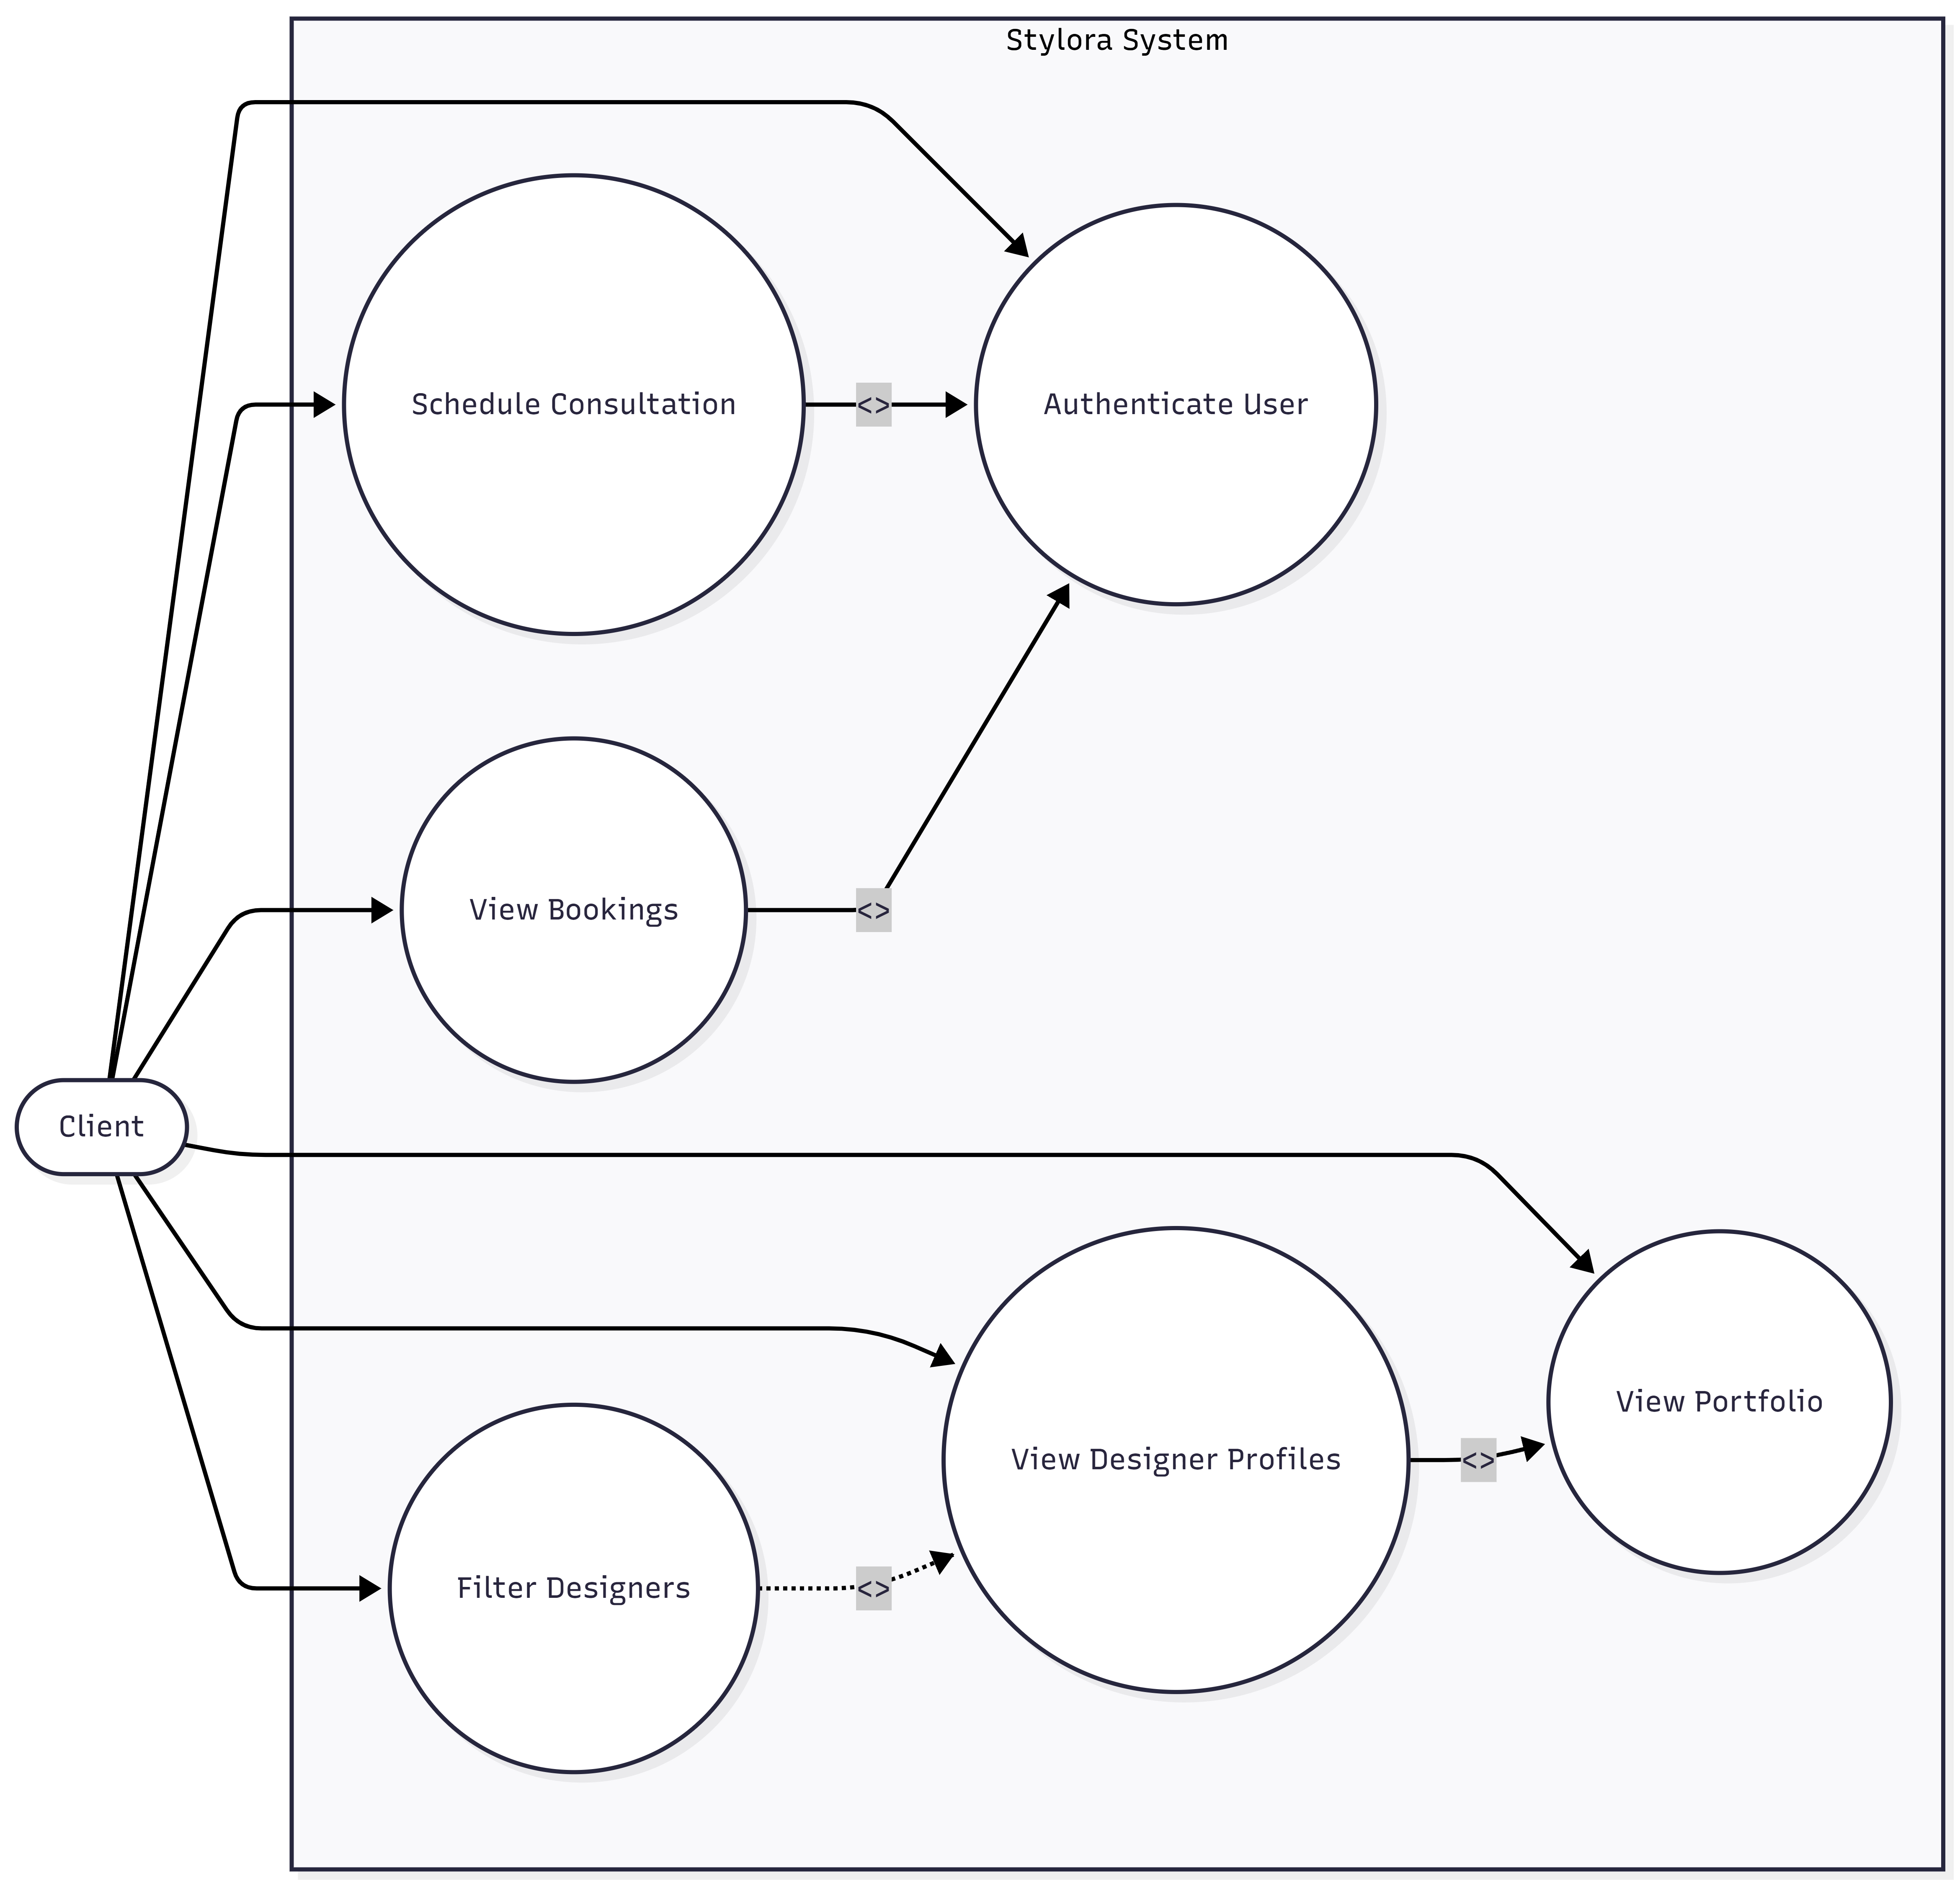 Stylora System
Schedule Consultation
<>
Authenticate User
View Bookings
<>
Client
View Designer Profiles
<>
View Portfolio
Filter Designers
<>